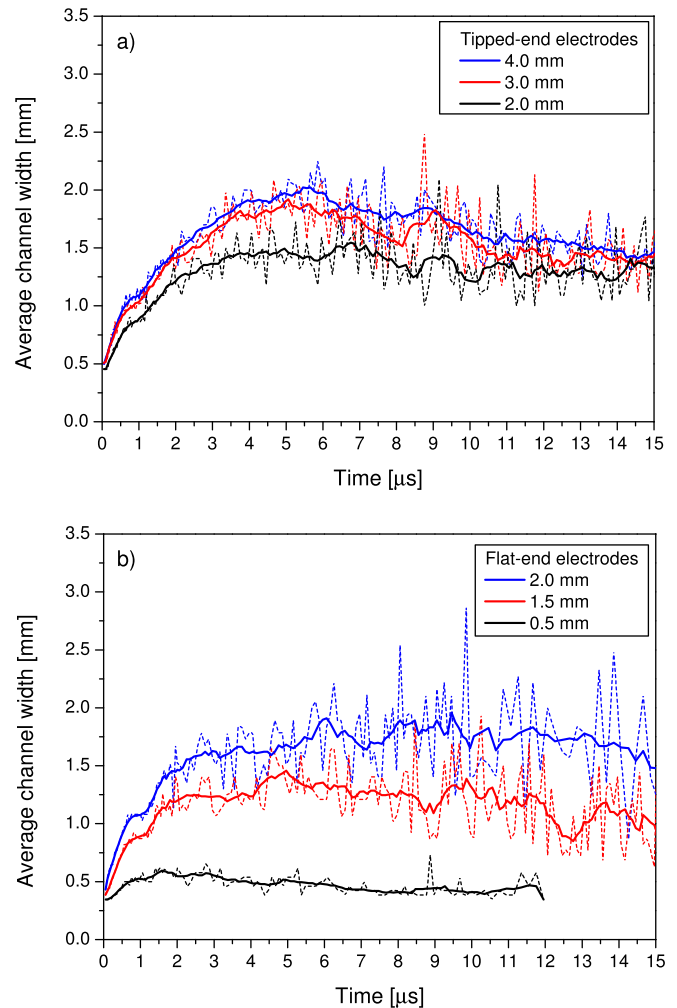 a)
Tipped-end electrodes
4.0 mm
3.0 mm
2.0 mm
3.5
3.0
2.5
2.0
1.5
1.0
0.5
0.0
Average channel width [mm]
0 1 2 3 4 5 6 7 8 9 10 11 12 13 14 15
Time [μs]
b)
Flat-end electrodes
2.0 mm
1.5 mm
0.5 mm
3.5
3.0
2.5
2.0
1.5
1.0
0.5
0.0
Average channel width [mm]
0 1 2 3 4 5 6 7 8 9 10 11 12 13 14 15
Time [μs]